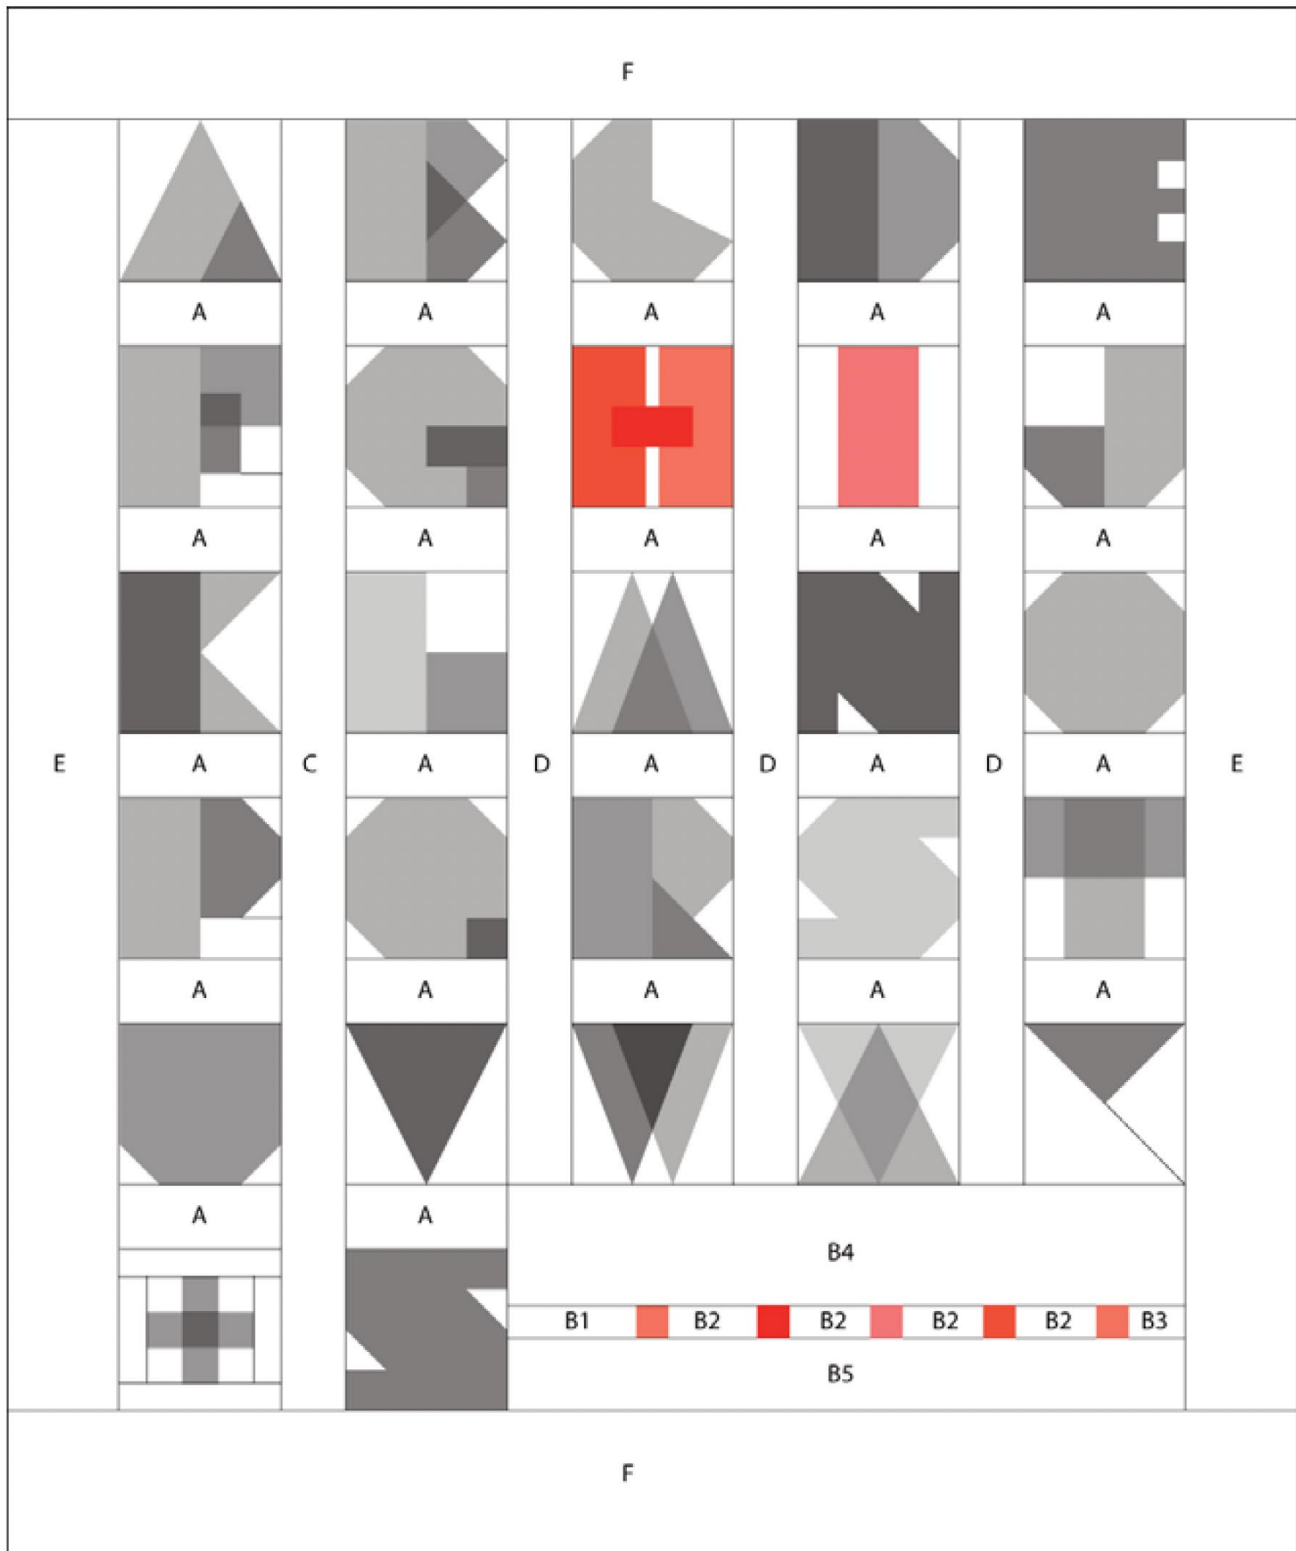 F
A B C D E
A A A A A
F G H I J
A A A A A
K L M N O
E A C A D A D A D A E
P Q R S T
A A A A A
U V W X Y
A A
B4
+ Z B1 B2 B2 B2 B2 B3
B5
F